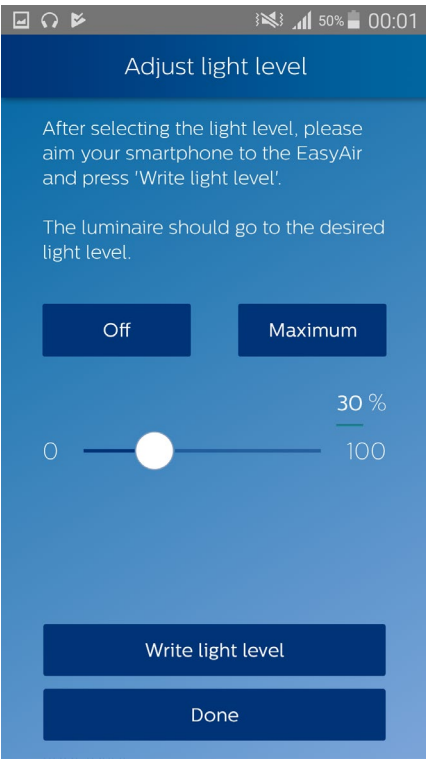 50% 00:01
Adjust light level
After selecting the light level, please
aim your smartphone to the EasyAir
and press 'Write light level'.
The luminaire should go to the desired
light level.
Off Maximum
30 %
0 100
Write light level
Done